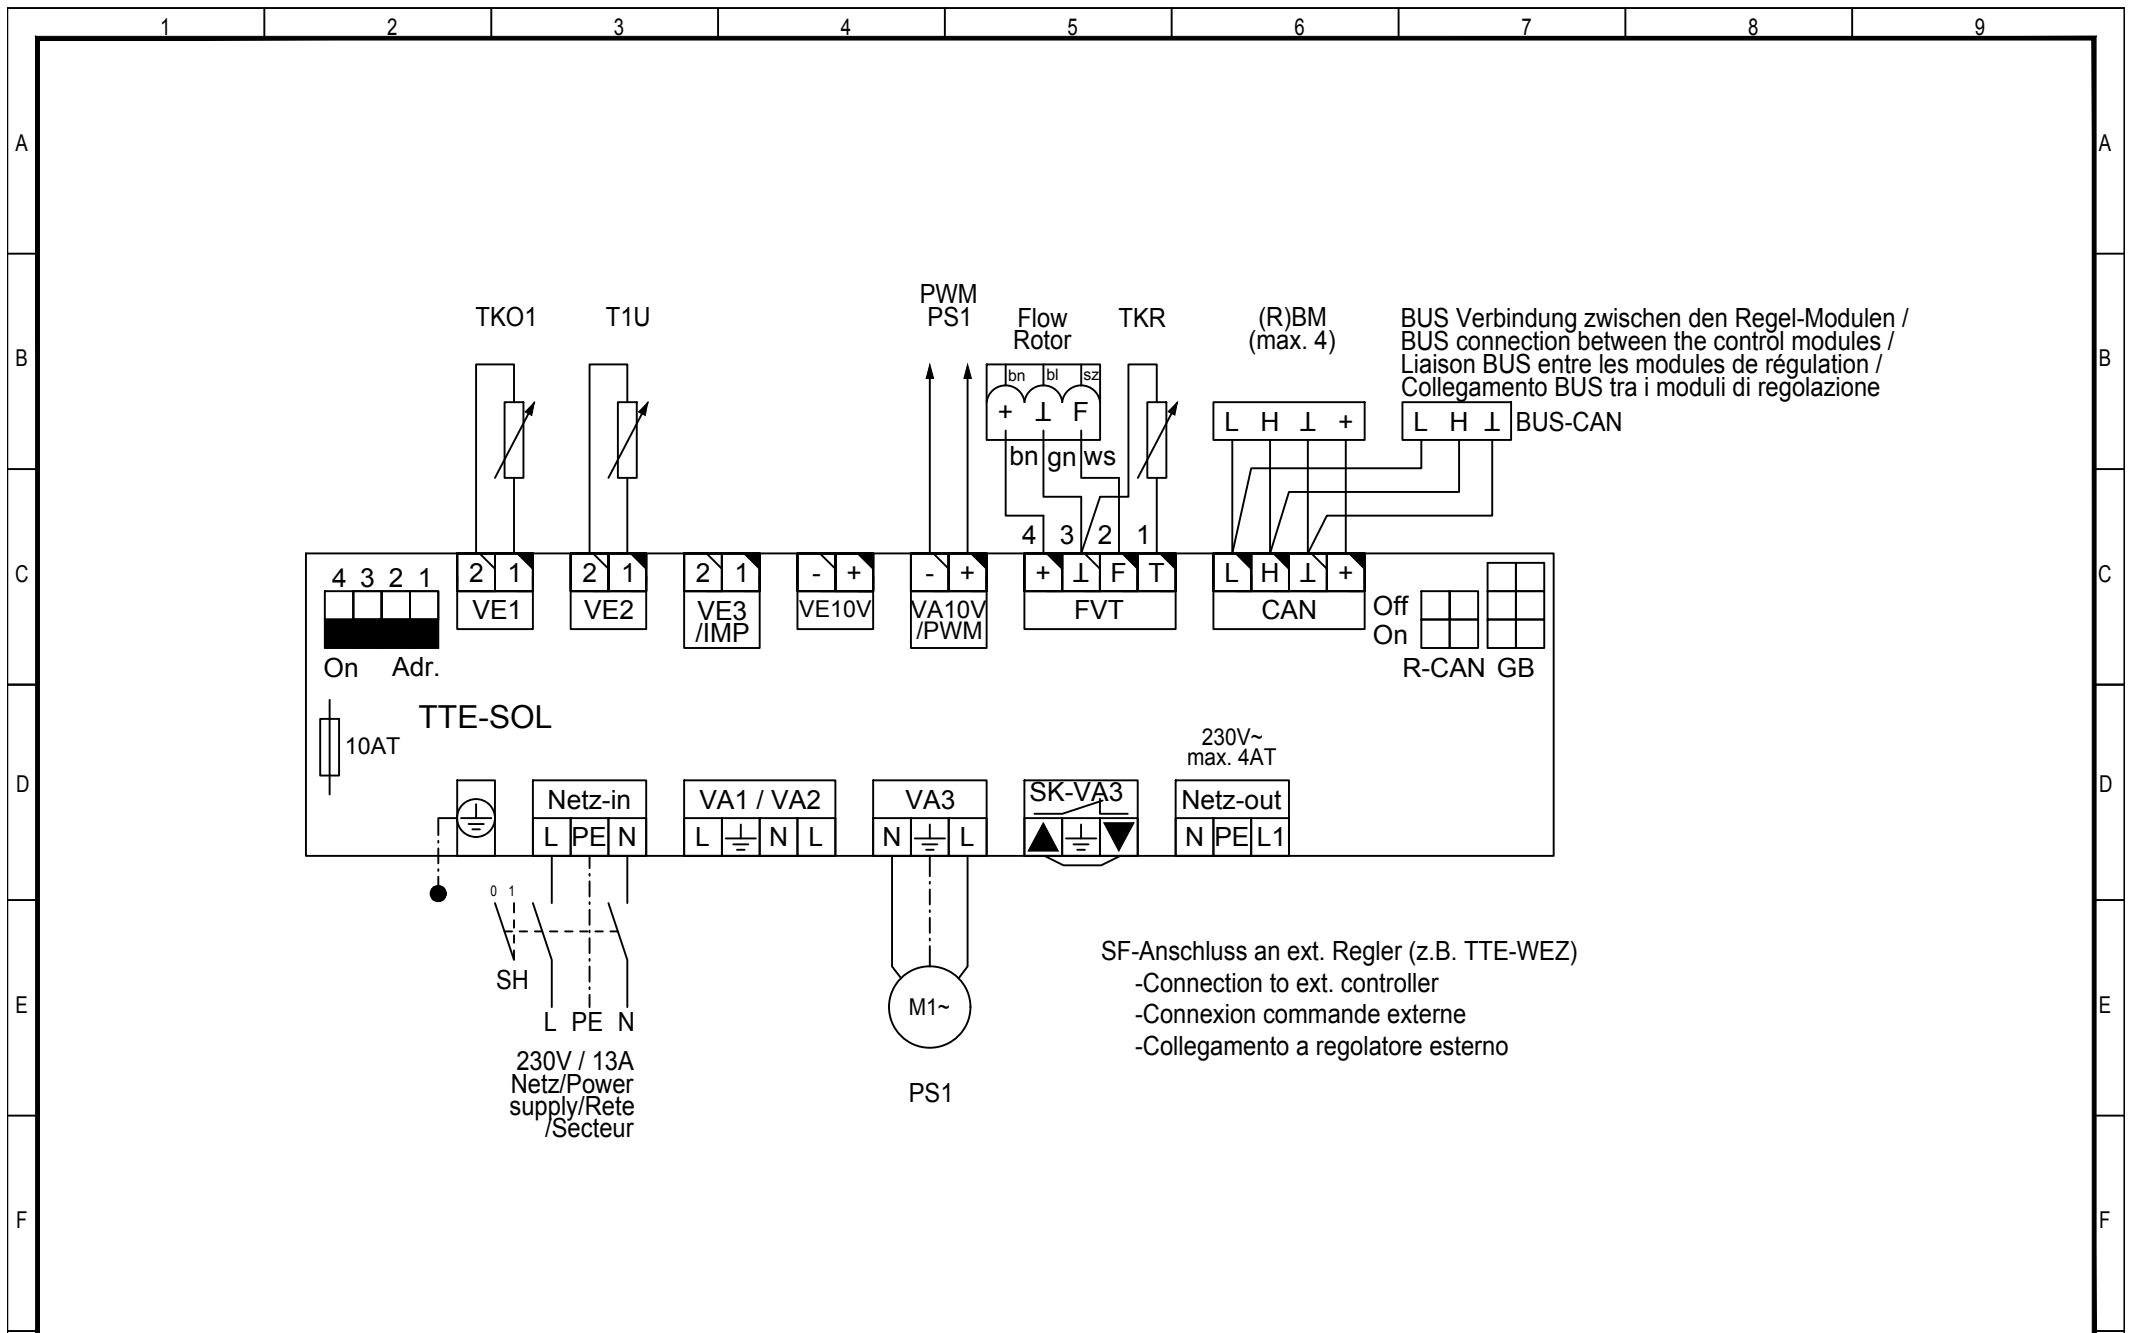 1 2 3 4 5 6 7 8 9
A A
PWM
TKO1 T1U PS1 Flow TKR (R)BM
Rotor (max. 4)
BUS Verbindung zwischen den Regel-Modulen /
BUS connection between the control modules /
Liaison BUS entre les modules de régulation /
Collegamento BUS tra i moduli di regolazione
B B
bn bl sz
+ ⊥ F
L H ⊥ +
L H ⊥ BUS-CAN
bn gn ws
4 3 2 1
C C
4 3 2 1
On Adr.
2 1
VE1
2 1
VE2
2 1
VE3
/IMP
- +
VE10V
- +
VA10V
/PWM
+ ⊥ F T
FVT
L H ⊥ +
CAN
Off
On
R-CAN GB
TTE-SOL
10AT
230V~
max. 4AT
D D
Netz-in
L PE N
VA1 / VA2
L N L
VA3
N L
SK-VA3
Netz-out
N PE L1
0 1
SH
L PE N
230V / 13A
Netz/Power
supply/Rete
/Secteur
M1~
PS1
SF-Anschluss an ext. Regler (z.B. TTE-WEZ)
-Connection to ext. controller
-Connexion commande externe
-Collegamento a regolatore esterno
E E
F F